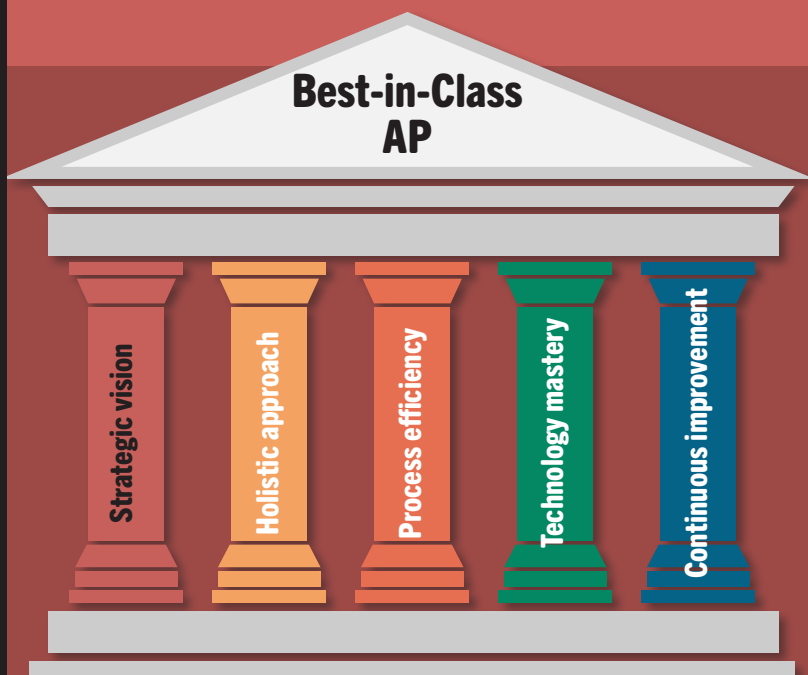 Best-in-Class
AP
Strategic vision
Holistic approach
Process efficiency
Technology mastery
Continuous improvement